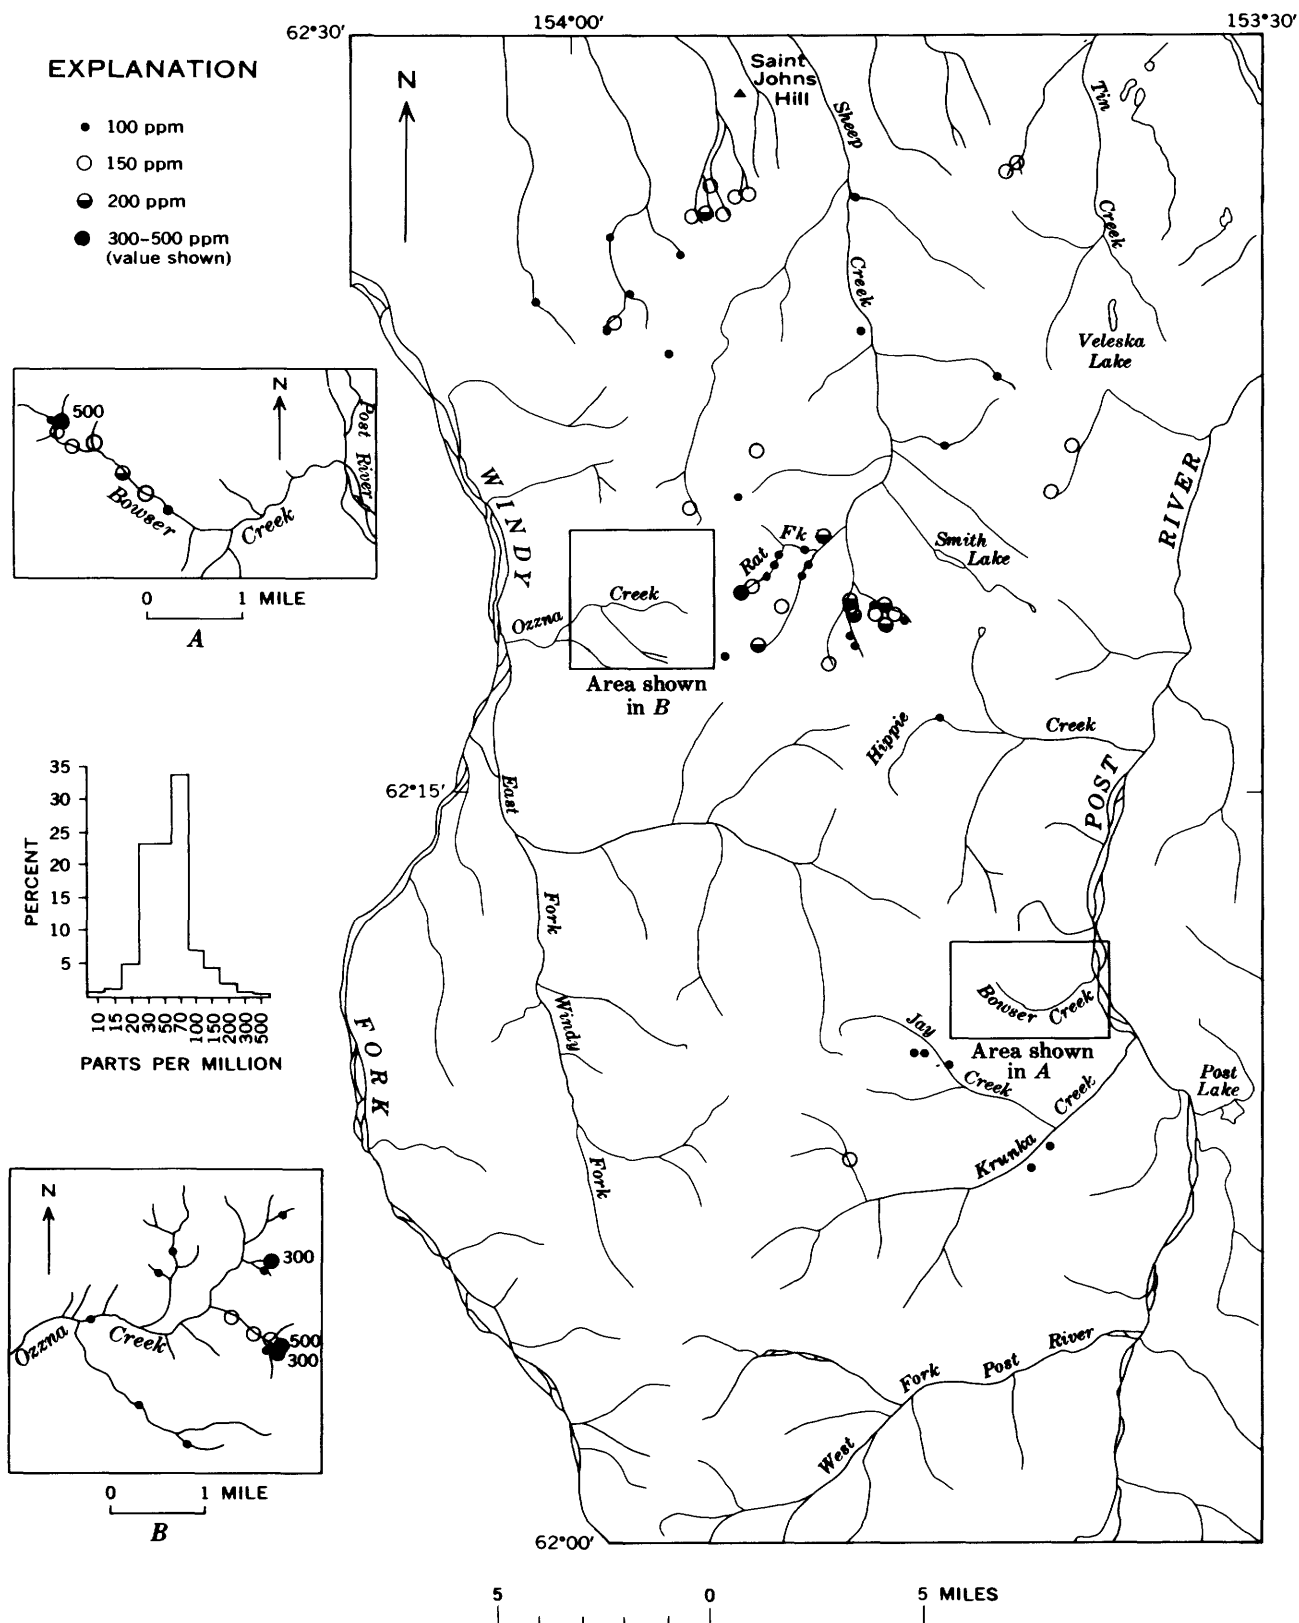 62°30′
154°00′
153°30′
EXPLANATION
100 ppm
150 ppm
200 ppm
300–500 ppm
(value shown)
N
Saint
Johns
Hill
Sheep
Creek
Tin
Creek
Veleska
Lake
N
500
Bowser
Creek
Post River
0 1 MILE
A
WINDY
FORK
RIVER
POST
Rat Fk
Smith
Lake
Ozzna Creek
Area shown
in B
Hippie Creek
62°15′
East
Fork
Windy
Fork
35
30
25
20
15
10
5
PERCENT
10
15
20
30
50
70
100
150
200
300
500
PARTS PER MILLION
Bowser Creek
Area shown
in A
Jay
Creek
Krunka Creek
Post
Lake
N
300
500
300
Ozzna Creek
0 1 MILE
B
West Fork Post River
62°00′
5 0 5 MILES